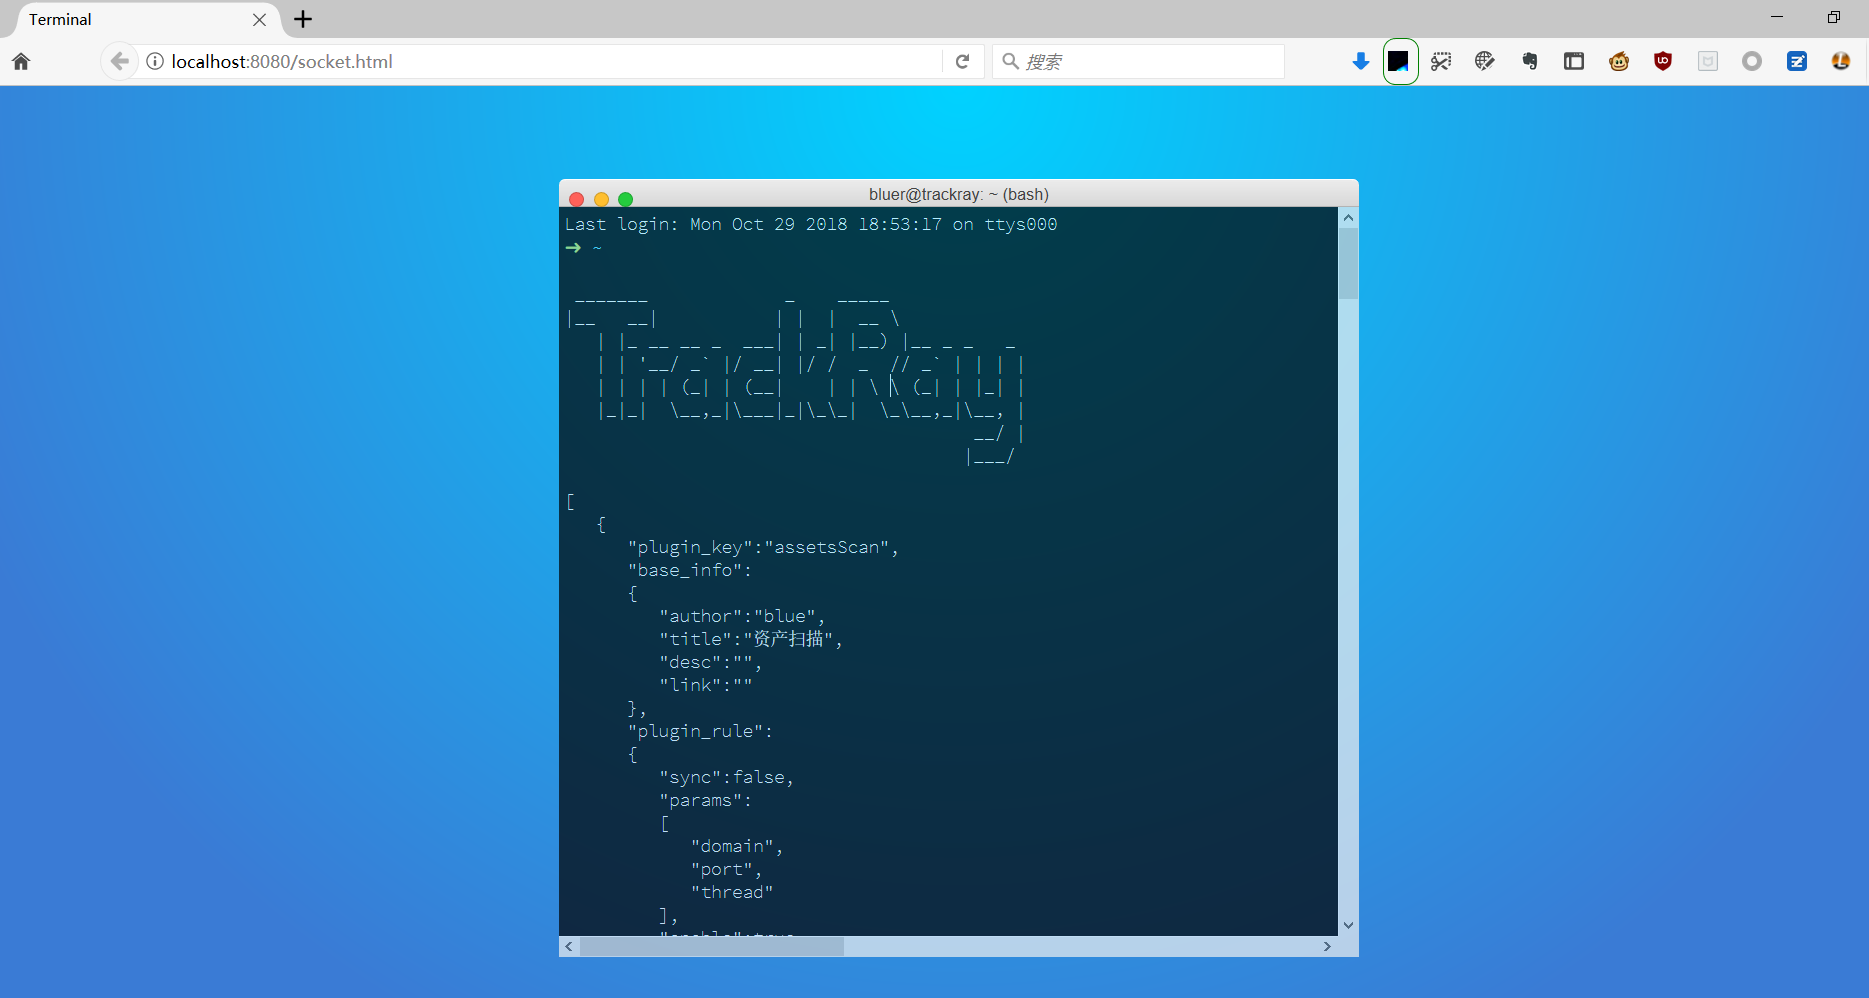 Terminal
localhost:8080/socket.html
搜索
bluer@trackray: ~ (bash)
Last login: Mon Oct 29 2018 18:53:17 on ttys000
➜ ~
TrackRay
[
{
"plugin_key":"assetsScan",
"base_info":
{
"author":"blue",
"title":"资产扫描",
"desc":"",
"link":""
},
"plugin_rule":
{
"sync":false,
"params":
[
"domain",
"port",
"thread"
],